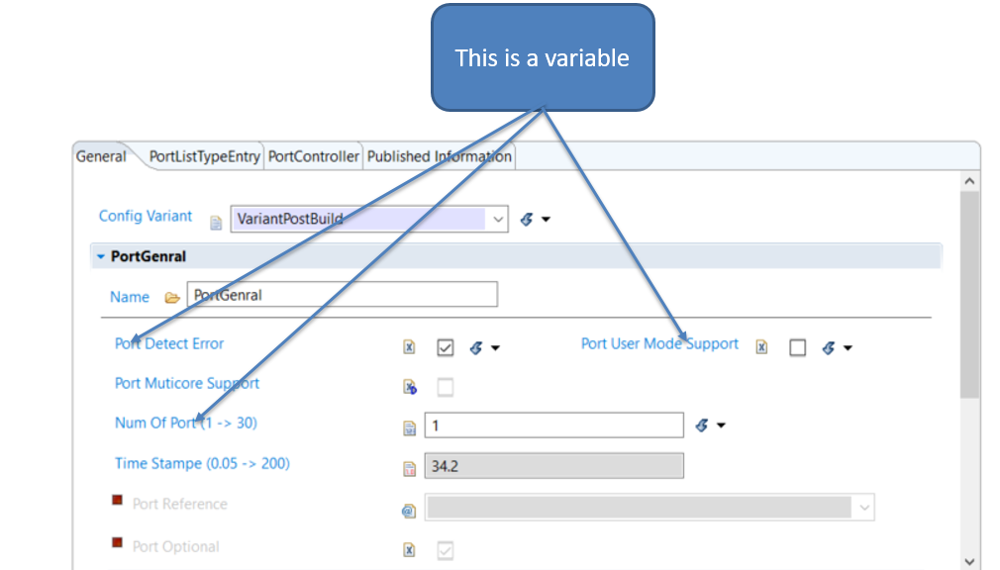 This is a variable
General PortListTypeEntry PortController Published Information
Config Variant VariantPostBuild
PortGenral
Name PortGenral
Port Detect Error Port User Mode Support
Port Muticore Support
Num Of Port (1 -> 30) 1
Time Stampe (0.05 -> 200) 34.2
Port Reference
Port Optional